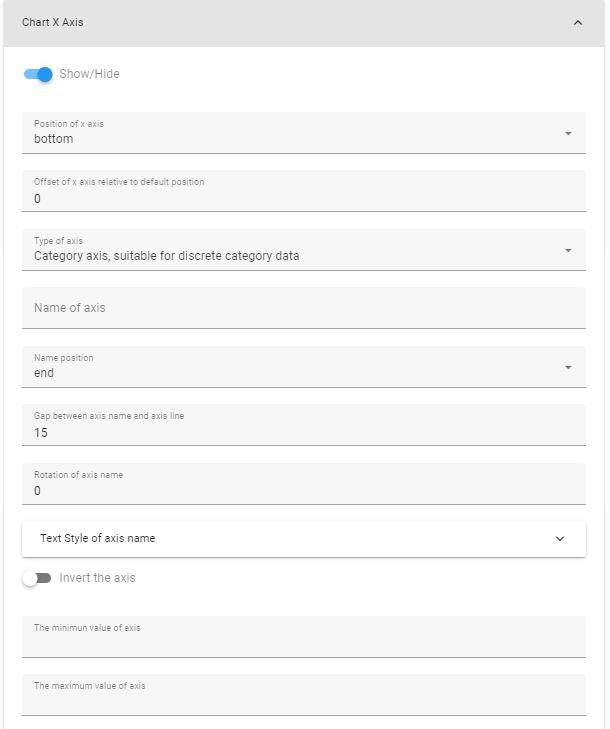 Chart X Axis
Show/Hide
Position of x axis
bottom
Offset of x axis relative to default position
0
Type of axis
Category axis, suitable for discrete category data
Name of axis
Name position
end
Gap between axis name and axis line
15
Rotation of axis name
0
Text Style of axis name
Invert the axis
The minimun value of axis
The maximum value of axis